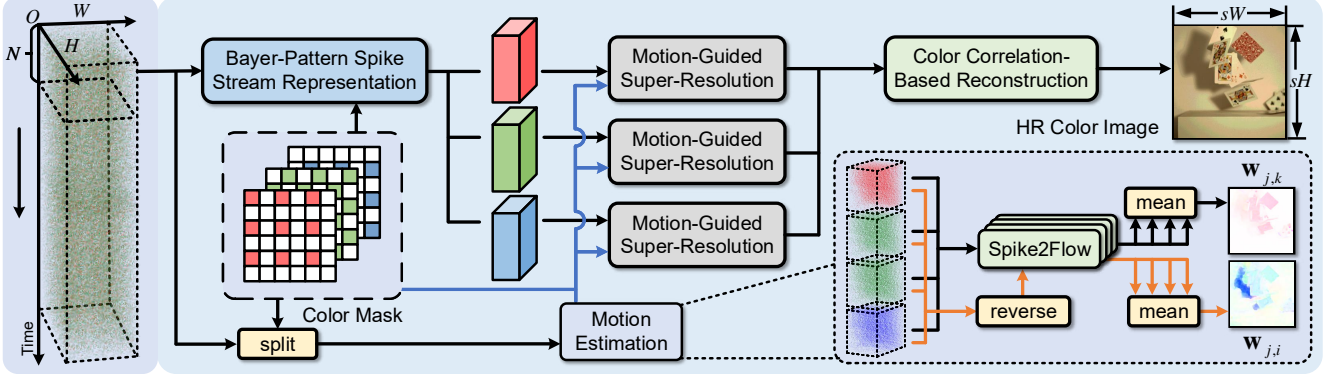 O
W
H
N
Time
Bayer-Pattern Spike
Stream Representation
Color Mask
split
Motion-Guided
Super-Resolution
Motion-Guided
Super-Resolution
Motion-Guided
Super-Resolution
Motion
Estimation
Color Correlation-
Based Reconstruction
sW
sH
HR Color Image
Spike2Flow
reverse
mean
mean
w j,k
w j,i